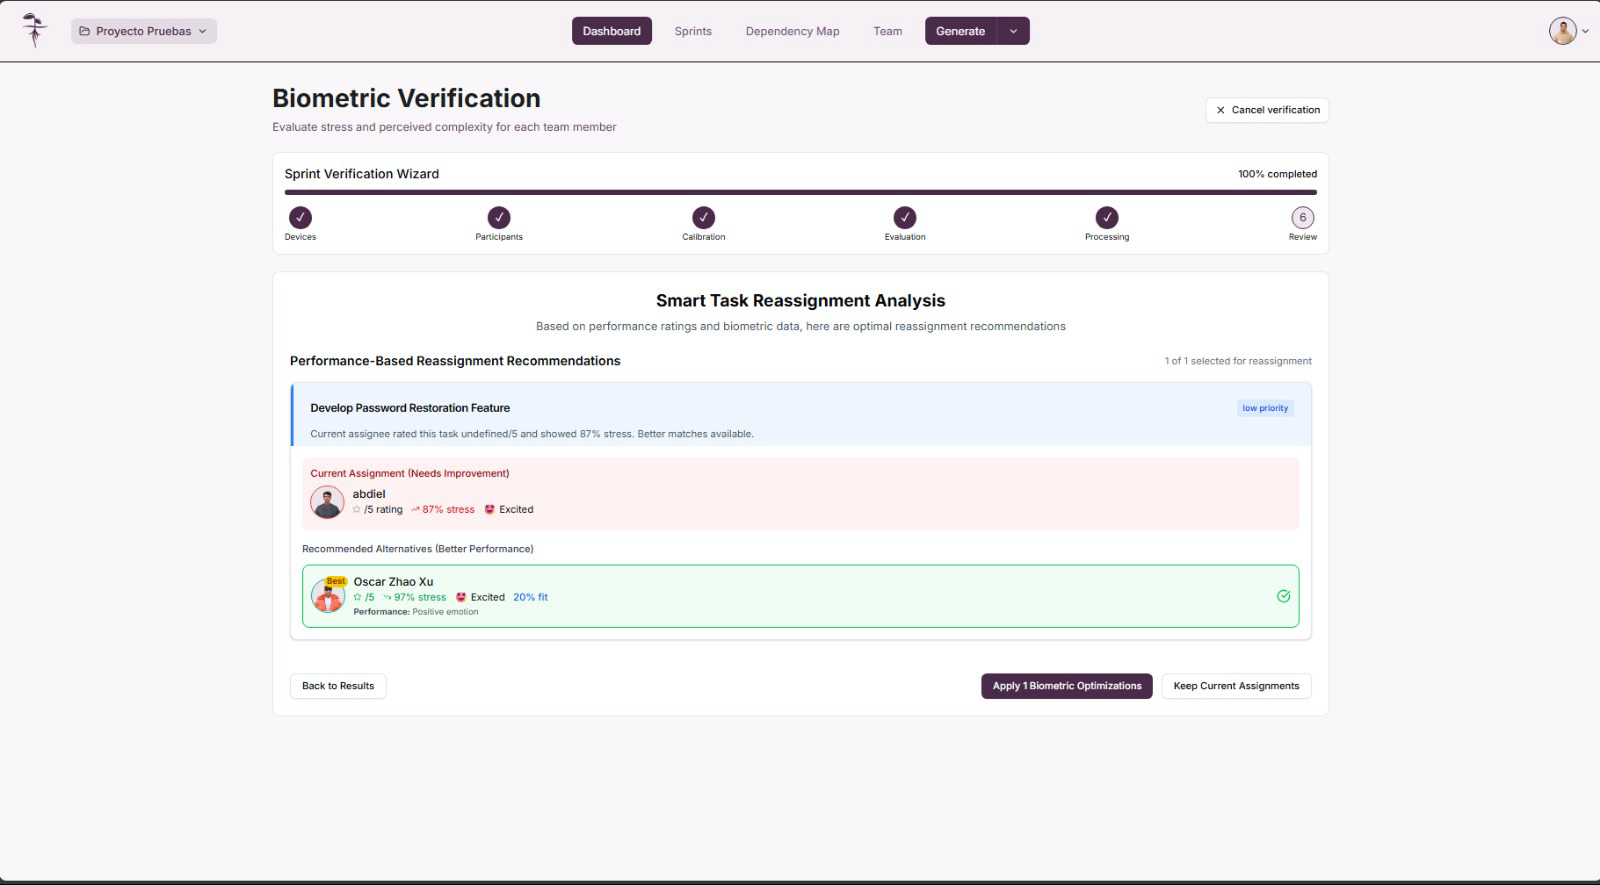 Proyecto Pruebas
Dashboard
Sprints
Dependency Map
Team
Generate
Biometric Verification
Evaluate stress and perceived complexity for each team member
Cancel verification
Sprint Verification Wizard
100% completed
Devices
Participants
Calibration
Evaluation
Processing
6
Review
Smart Task Reassignment Analysis
Based on performance ratings and biometric data, here are optimal reassignment recommendations
Performance-Based Reassignment Recommendations
1 of 1 selected for reassignment
Develop Password Restoration Feature
low priority
Current assignee rated this task undefined/5 and showed 87% stress. Better matches available.
Current Assignment (Needs Improvement)
abdiel
/5 rating 87% stress Excited
Recommended Alternatives (Better Performance)
Best
Oscar Zhao Xu
/5 97% stress Excited 20% fit
Performance: Positive emotion
Back to Results
Apply 1 Biometric Optimizations
Keep Current Assignments